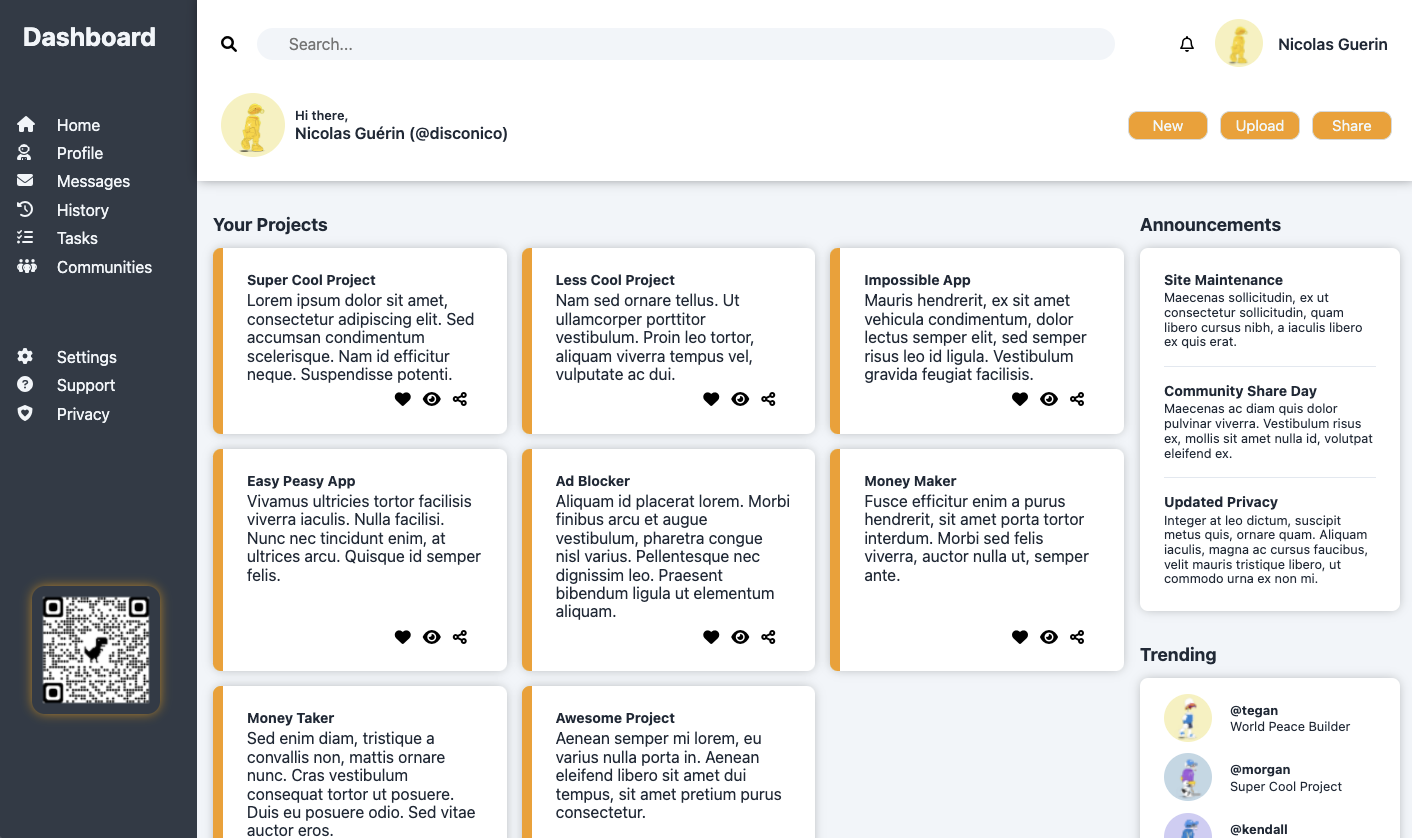 Dashboard
Home
Profile
Messages
History
Tasks
Communities
Settings
Support
Privacy
Search...
Nicolas Guerin
Hi there,
Nicolas Guérin (@disconico)
New
Upload
Share
Your Projects
Super Cool Project
Lorem ipsum dolor sit amet,
consectetur adipiscing elit. Sed
accumsan condimentum
scelerisque. Nam id efficitur
neque. Suspendisse potenti.
Less Cool Project
Nam sed ornare tellus. Ut
ullamcorper porttitor
vestibulum. Proin leo tortor,
aliquam viverra tempus vel,
vulputate ac dui.
Impossible App
Mauris hendrerit, ex sit amet
vehicula condimentum, dolor
lectus semper elit, sed semper
risus leo id ligula. Vestibulum
gravida feugiat facilisis.
Easy Peasy App
Vivamus ultricies tortor facilisis
viverra iaculis. Nulla facilisi.
Nunc nec tincidunt enim, at
ultrices arcu. Quisque id semper
felis.
Ad Blocker
Aliquam id placerat lorem. Morbi
finibus arcu et augue
vestibulum, pharetra congue
nisl varius. Pellentesque nec
dignissim leo. Praesent
bibendum ligula ut elementum
aliquam.
Money Maker
Fusce efficitur enim a purus
hendrerit, sit amet porta tortor
interdum. Morbi sed felis
viverra, auctor nulla ut, semper
ante.
Money Taker
Sed enim diam, tristique a
convallis non, mattis ornare
nunc. Cras vestibulum
consequat tortor ut posuere.
Duis eu posuere odio. Sed vitae
auctor eros.
Awesome Project
Aenean semper mi lorem, eu
varius nulla porta in. Aenean
eleifend libero sit amet dui
tempus, sit amet pretium purus
consectetur.
Announcements
Site Maintenance
Maecenas sollicitudin, ex ut
consectetur sollicitudin, quam
libero cursus nibh, a iaculis libero
ex quis erat.
Community Share Day
Maecenas ac diam quis dolor
pulvinar viverra. Vestibulum risus
ex, mollis sit amet nulla id, volutpat
eleifend ex.
Updated Privacy
Integer at leo dictum, suscipit
metus quis, ornare quam. Aliquam
iaculis, magna ac cursus faucibus,
velit mauris tristique libero, ut
commodo urna ex non mi.
Trending
@tegan
World Peace Builder
@morgan
Super Cool Project
@kendall